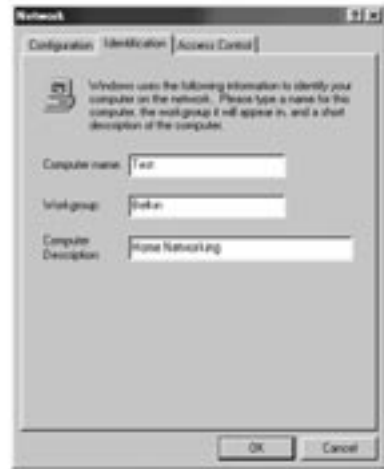 Network
Configuration Identification Access Control
Windows uses the following information to identify your
computer on the network. Please type a name for this
computer, the workgroup it will appear in, and a short
description of the computer.
Computer name: Test
Workgroup: Belkin
Computer
Description: Home Networking
OK Cancel